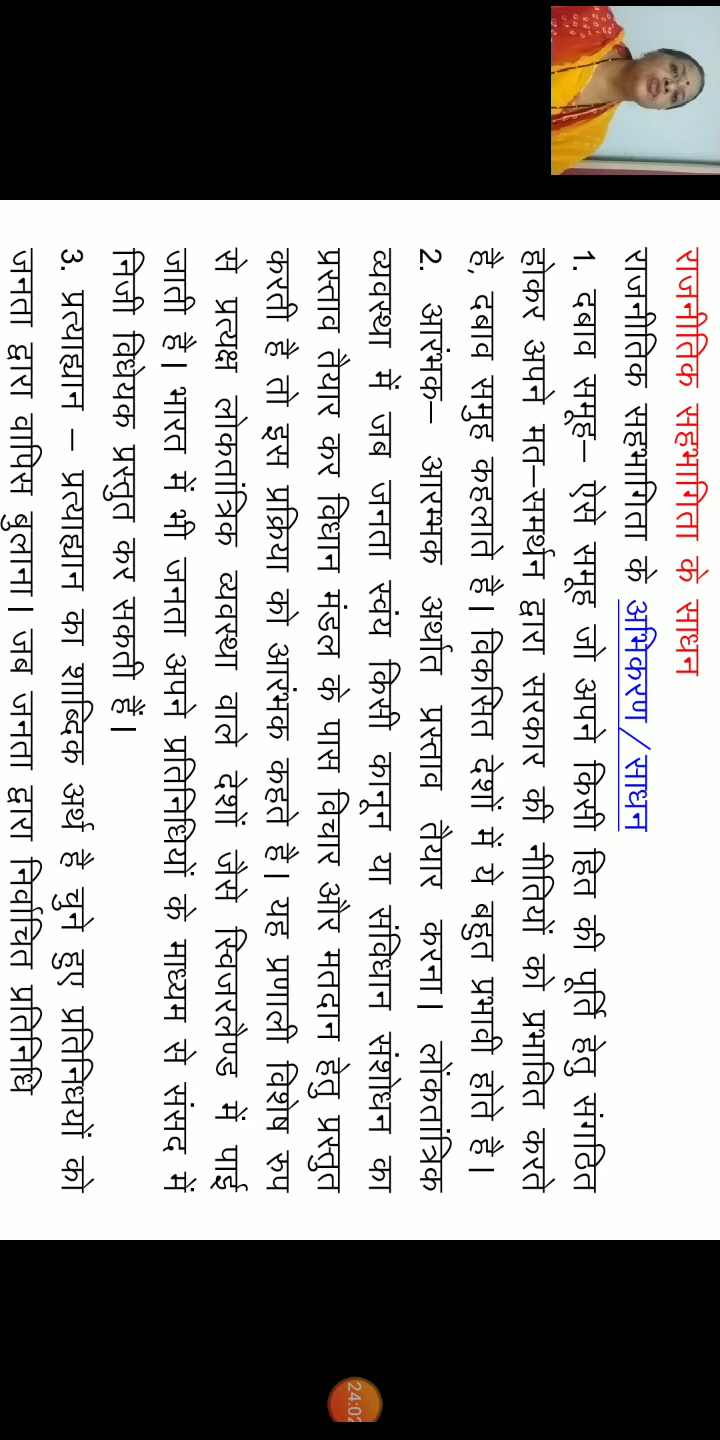 राजनीतिक सहभागिता के साधन
राजनीतिक सहभागिता के अभिकरण / साधन
1. दबाव समूह– ऐसे समूह जो अपने किसी हित की पूर्ति हेतु संगठित
होकर अपने मत–समर्थन द्वारा सरकार की नीतियों को प्रभावित करते
है, दबाव समुह कहलाते है। विकसित देशों में ये बहुत प्रभावी होते है।
2. आरंभक– आरम्भक अर्थात प्रस्ताव तैयार करना। लोंकतांत्रिक
व्यवस्था में जब जनता स्वंय किसी कानून या संविधान संशोधन का
प्रस्ताव तैयार कर विधान मंडल के पास विचार और मतदान हेतु प्रस्तुत
करती है तो इस प्रक्रिया को आरंभक कहते है। यह प्रणाली विशेष रुप
से प्रत्यक्ष लोकतांत्रिक व्यवस्था वाले देशों जैसे स्विजरलैण्ड में पाई
जाती है। भारत में भी जनता अपने प्रतिनिधियों के माध्यम से संसद में
निजी विधेयक प्रस्तुत कर सकती हैं।
3. प्रत्याह्यान – प्रत्याह्यान का शाब्दिक अर्थ है चुने हुए प्रतिनिधयों को
जनता द्वारा वापिस बुलाना। जब जनता द्वारा निर्वाचित प्रतिनिधि
24:02